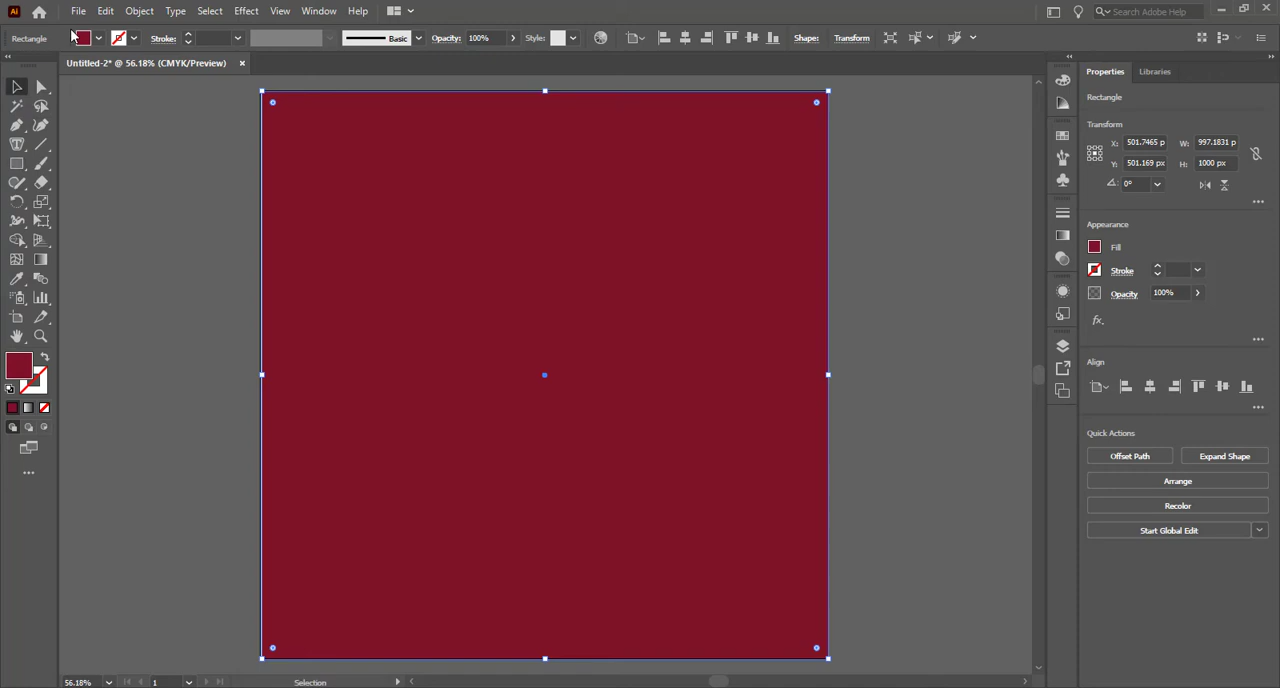 Ai File Edit Object Type Select Effect View Window Help Search Adobe Help
Rectangle Stroke: Basic Opacity: 100% Style: Shape: Transform
Untitled-2* @ 56.18% (CMYK/Preview) ×
Properties Libraries
Rectangle
Transform
X: 501.7465 p W: 997.1831 p
Y: 501.169 px H: 1000 px
0°
Appearance
Fill
Stroke
Opacity 100%
fx.
Align
Quick Actions
Offset Path Expand Shape
Arrange
Recolor
Start Global Edit
56.18% 1 Selection